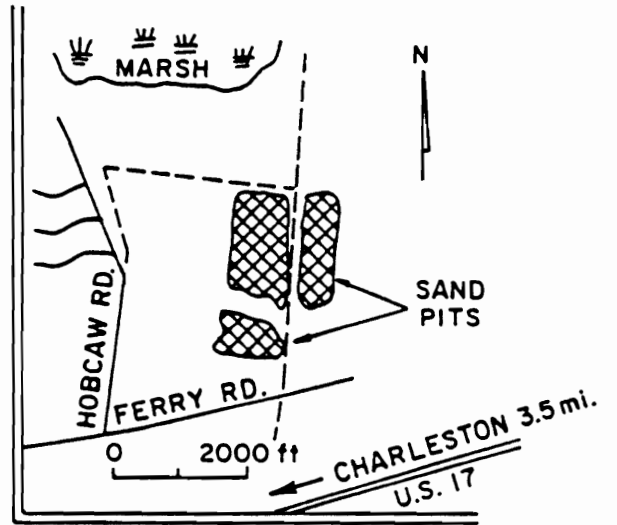 MARSH
N
SAND
PITS
HOBCAW RD.
FERRY RD.
0 2000 ft
CHARLESTON 3.5 mi.
U.S. 17